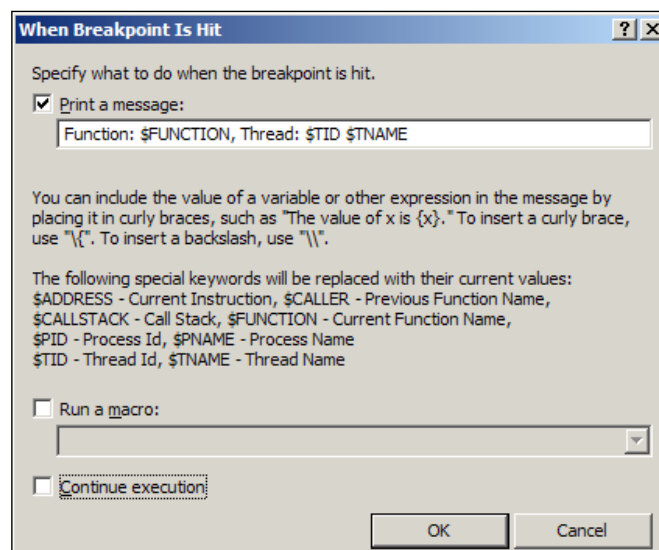 When Breakpoint Is Hit
Specify what to do when the breakpoint is hit.
Print a message:
Function: $FUNCTION, Thread: $TID $TNAME
You can include the value of a variable or other expression in the message by
placing it in curly braces, such as "The value of x is {x}." To insert a curly brace,
use "\{". To insert a backslash, use "\\".
The following special keywords will be replaced with their current values:
$ADDRESS - Current Instruction, $CALLER - Previous Function Name,
$CALLSTACK - Call Stack, $FUNCTION - Current Function Name,
$PID - Process Id, $PNAME - Process Name
$TID - Thread Id, $TNAME - Thread Name
Run a macro:
Continue execution
OK Cancel